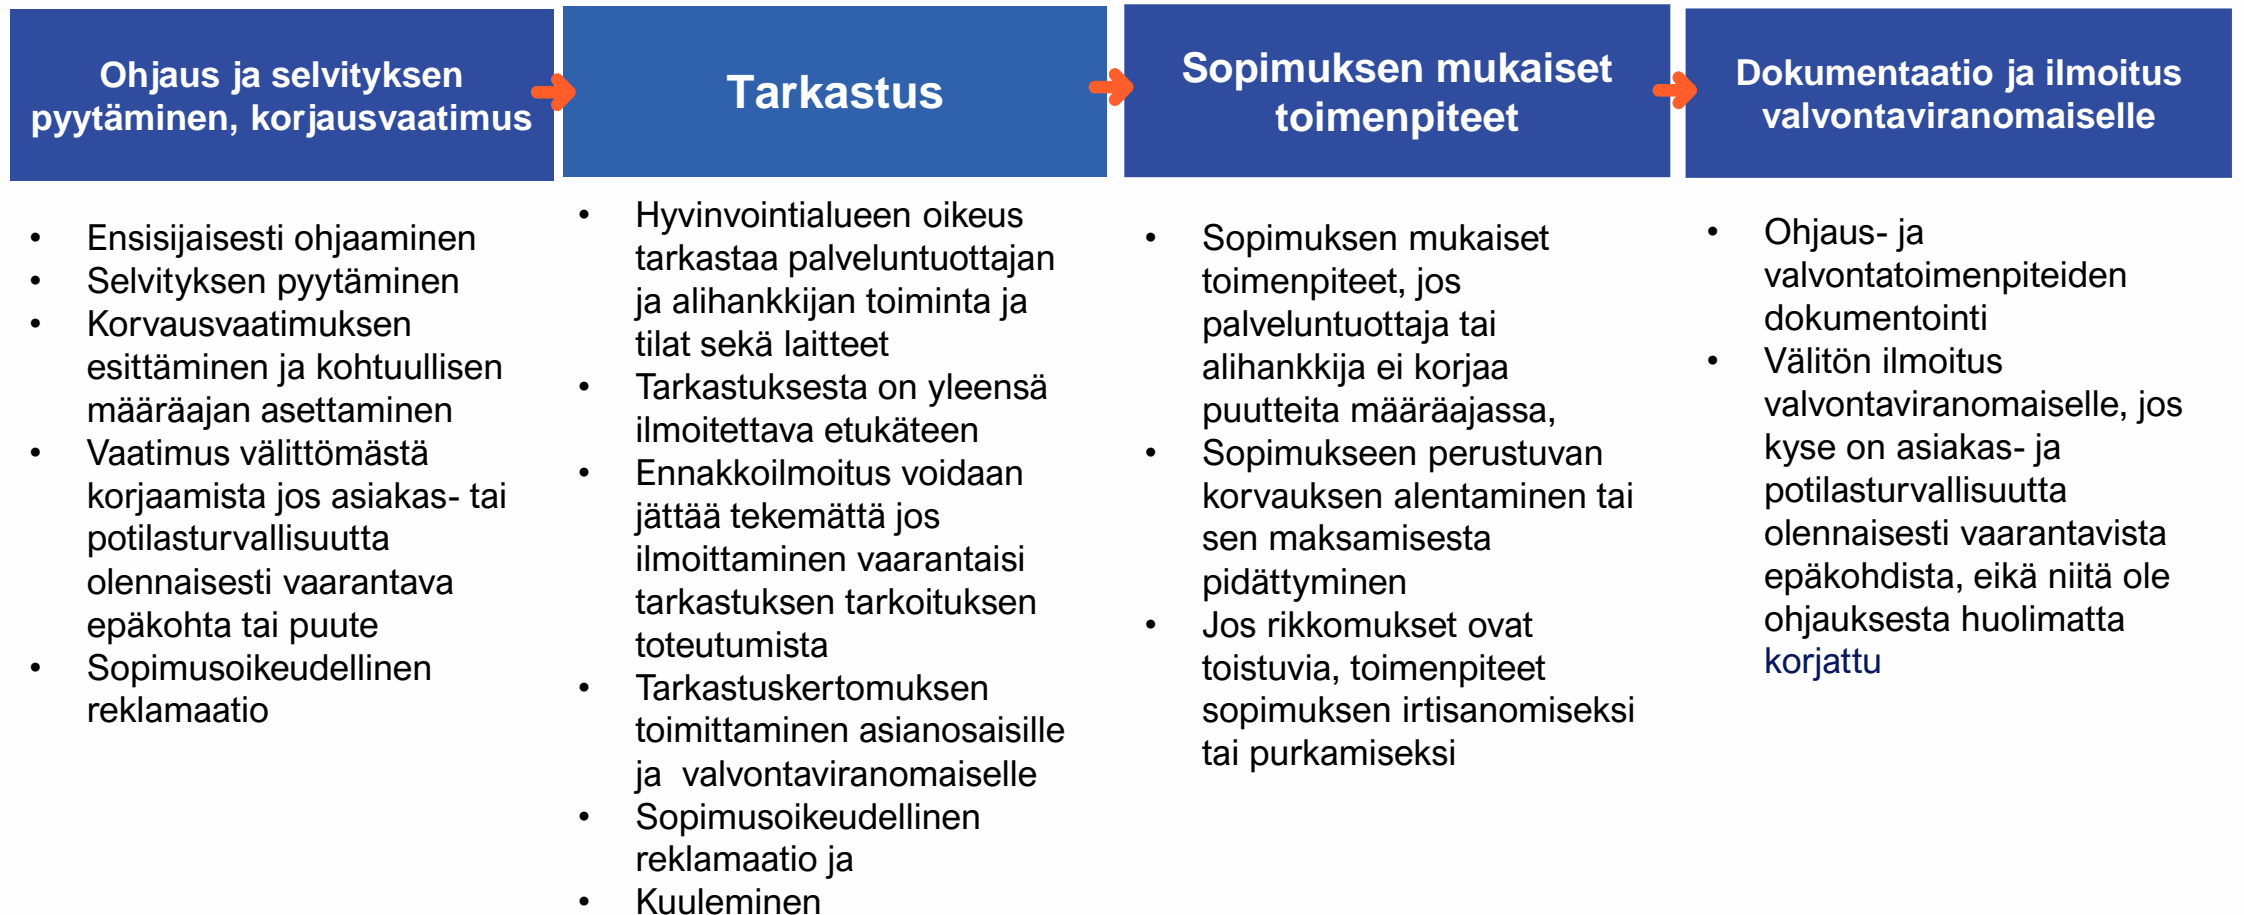 Ohjaus ja selvityksen
pyytäminen, korjausvaatimus
Tarkastus
Sopimuksen mukaiset
toimenpiteet
Dokumentaatio ja ilmoitus
valvontaviranomaiselle
• Ensisijaisesti ohjaaminen
• Selvityksen pyytäminen
• Korvausvaatimuksen
esittäminen ja kohtuullisen
määräajan asettaminen
• Vaatimus välittömästä
korjaamista jos asiakas- tai
potilasturvallisuutta
olennaisesti vaarantava
epäkohta tai puute
• Sopimusoikeudellinen
reklamaatio
• Hyvinvointialueen oikeus
tarkastaa palveluntuottajan
ja alihankkijan toiminta ja
tilat sekä laitteet
• Tarkastuksesta on yleensä
ilmoitettava etukäteen
• Ennakkoilmoitus voidaan
jättää tekemättä jos
ilmoittaminen vaarantaisi
tarkastuksen tarkoituksen
toteutumista
• Tarkastuskertomuksen
toimittaminen asianosaisille
ja valvontaviranomaiselle
• Sopimusoikeudellinen
reklamaatio ja
• Kuuleminen
• Sopimuksen mukaiset
toimenpiteet, jos
palveluntuottaja tai
alihankkija ei korjaa
puutteita määräajassa,
• Sopimukseen perustuvan
korvauksen alentaminen tai
sen maksamisesta
pidättyminen
• Jos rikkomukset ovat
toistuvia, toimenpiteet
sopimuksen irtisanomiseksi
tai purkamiseksi
• Ohjaus- ja
valvontatoimenpiteiden
dokumentointi
• Välitön ilmoitus
valvontaviranomaiselle, jos
kyse on asiakas- ja
potilasturvallisuutta
olennaisesti vaarantavista
epäkohdista, eikä niitä ole
ohjauksesta huolimatta
korjattu